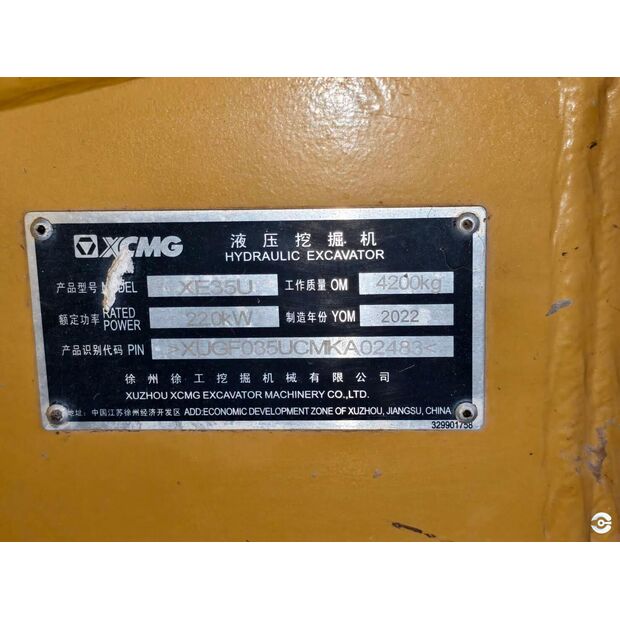 XCMG 液压挖掘机
HYDRAULIC EXCAVATOR
产品型号 MODEL XE35U 工作质量 OM 4200kg
额定功率 RATED POWER 22.0kW 制造年份 YOM 2022
产品识别代码 PIN >XUGF035UCMKA02483<
徐州徐工挖掘机械有限公司
XUZHOU XCMG EXCAVATOR MACHINERY CO.,LTD.
地址: 中国江苏徐州经济开发区 ADD:ECONOMIC DEVELOPMENT ZONE OF XUZHOU, JIANGSU, CHINA
329901758